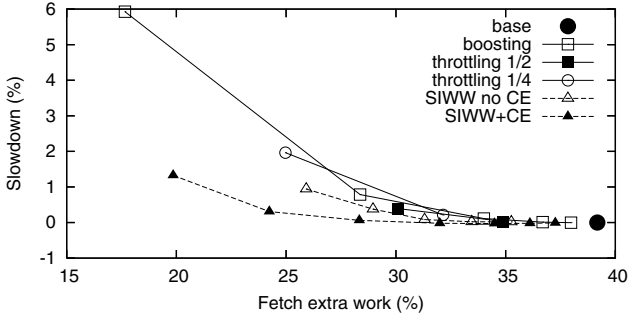 6
5
4
3
2
1
0
-1
15 20 25 30 35 40
Slowdown (%)
Fetch extra work (%)
base
boosting
throttling 1/2
throttling 1/4
SIWW no CE
SIWW+CE